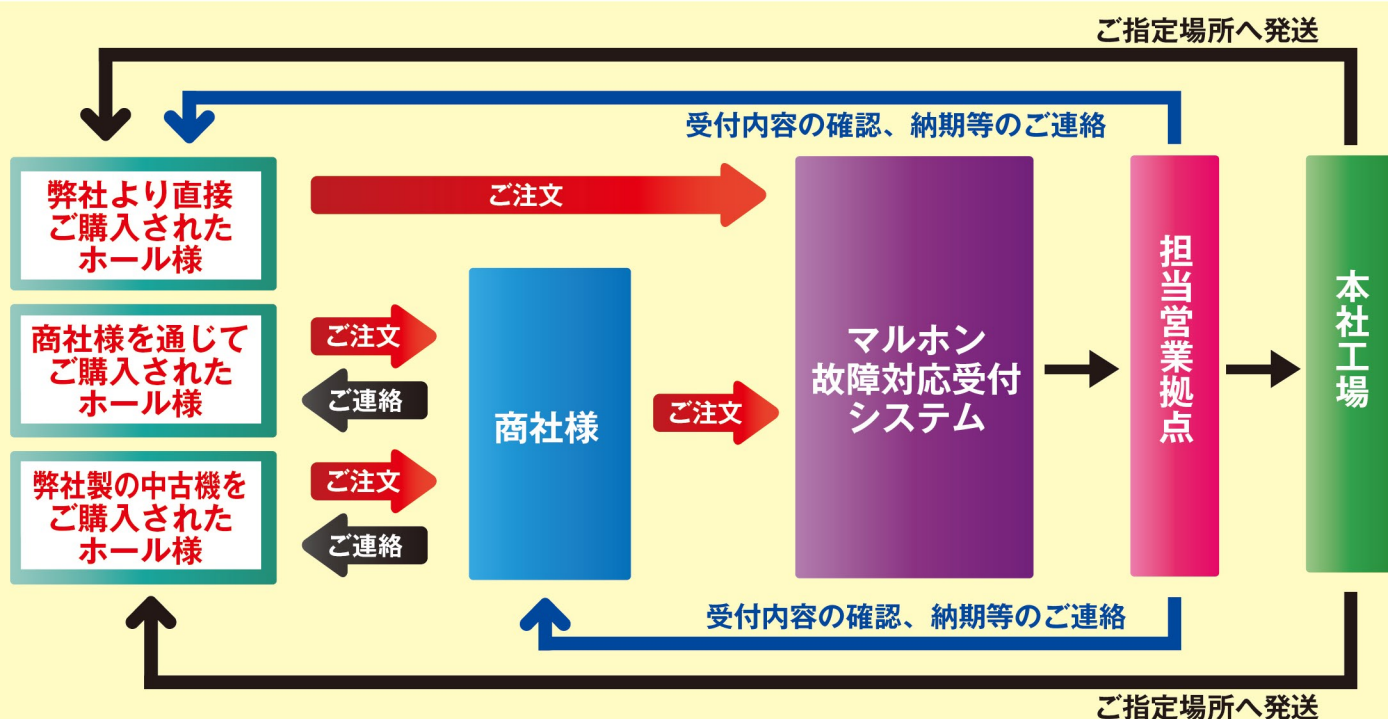 ご指定場所へ発送
受付内容の確認、納期等のご連絡
弊社より直接
ご購入された
ホール様
ご注文
商社様を通じて
ご購入された
ホール様
ご注文
ご連絡
弊社製の中古機を
ご購入された
ホール様
ご注文
ご連絡
商社様
ご注文
マルホン
故障対応受付
システム
担当営業拠点
本社工場
受付内容の確認、納期等のご連絡
ご指定場所へ発送